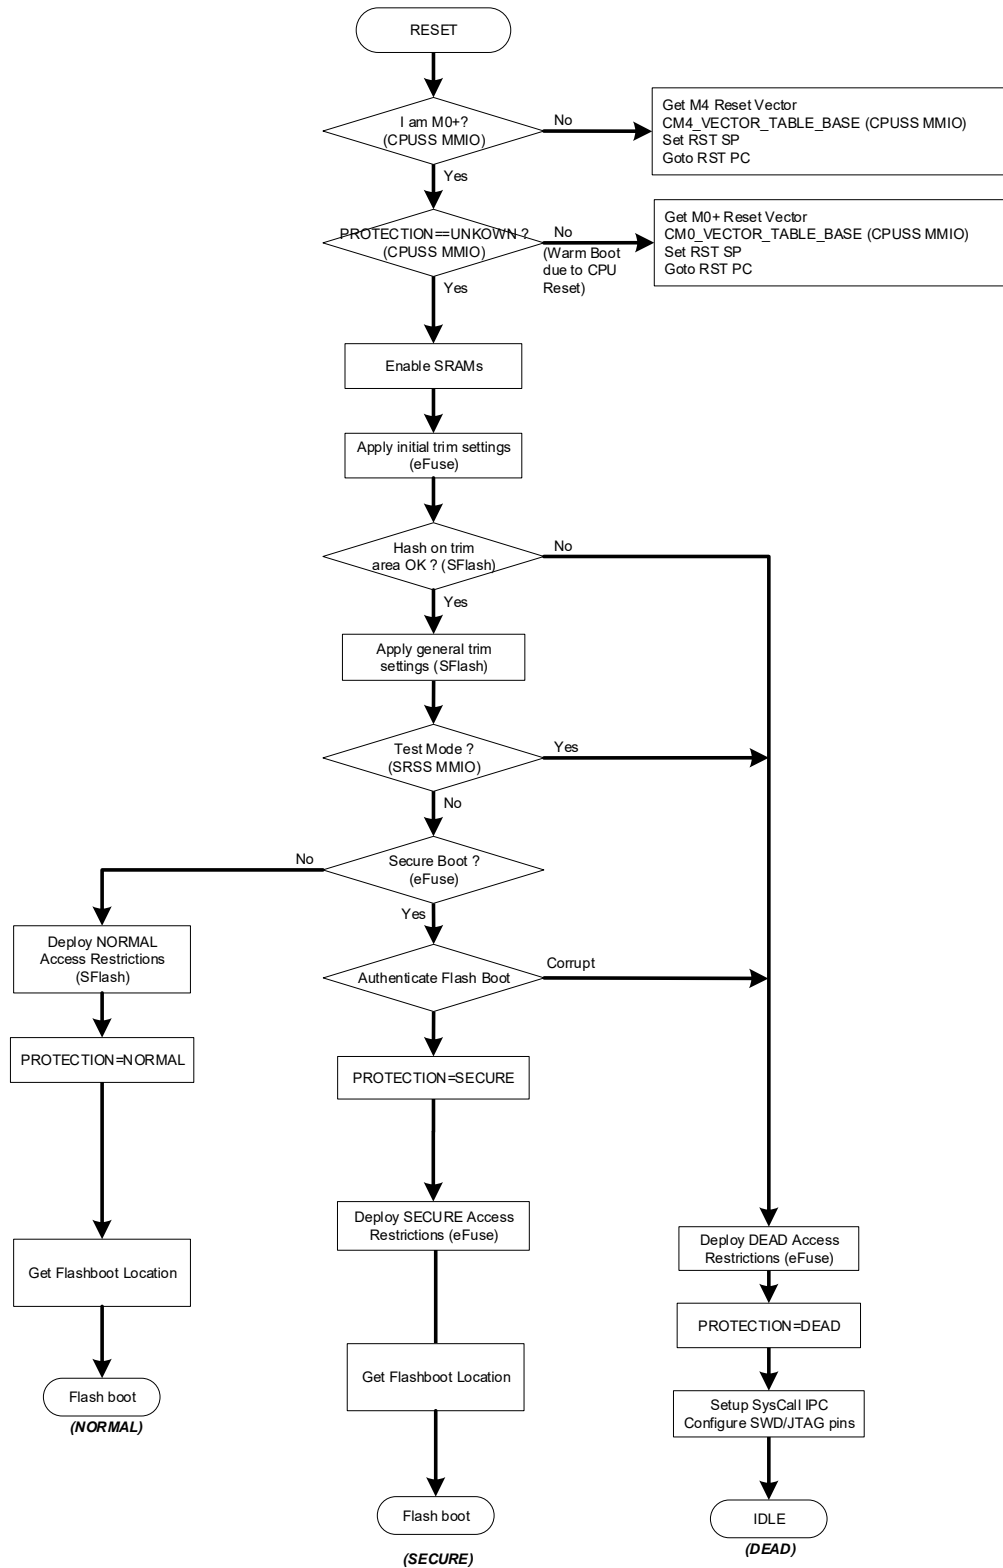 RESET
I am M0+?
(CPUSS MMIO)
No
Get M4 Reset Vector
CM4_VECTOR_TABLE_BASE (CPUSS MMIO)
Set RST SP
Goto RST PC
Yes
PROTECTION==UNKOWN ?
(CPUSS MMIO)
No
(Warm Boot
due to CPU
Reset)
Get M0+ Reset Vector
CM0_VECTOR_TABLE_BASE (CPUSS MMIO)
Set RST SP
Goto RST PC
Yes
Enable SRAMs
Apply initial trim settings
(eFuse)
Hash on trim
area OK ? (SFlash)
No
Yes
Apply general trim
settings (SFlash)
Test Mode ?
(SRSS MMIO)
Yes
No
Secure Boot ?
(eFuse)
No
Yes
Deploy NORMAL
Access Restrictions
(SFlash)
Authenticate Flash Boot
Corrupt
PROTECTION=NORMAL
PROTECTION=SECURE
Deploy SECURE Access
Restrictions (eFuse)
Deploy DEAD Access
Restrictions (eFuse)
Get Flashboot Location
PROTECTION=DEAD
Get Flashboot Location
Flash boot
(NORMAL)
Setup SysCall IPC
Configure SWD/JTAG pins
Flash boot
(SECURE)
IDLE
(DEAD)